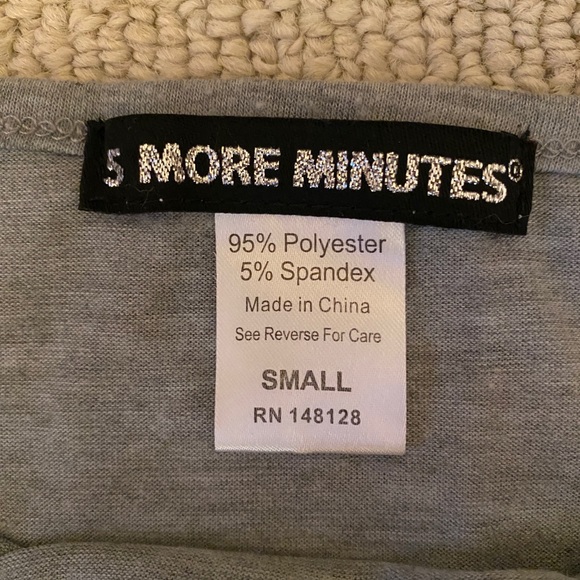 5 MORE MINUTES®
95% Polyester
5% Spandex
Made in China
See Reverse For Care
SMALL
RN 148128